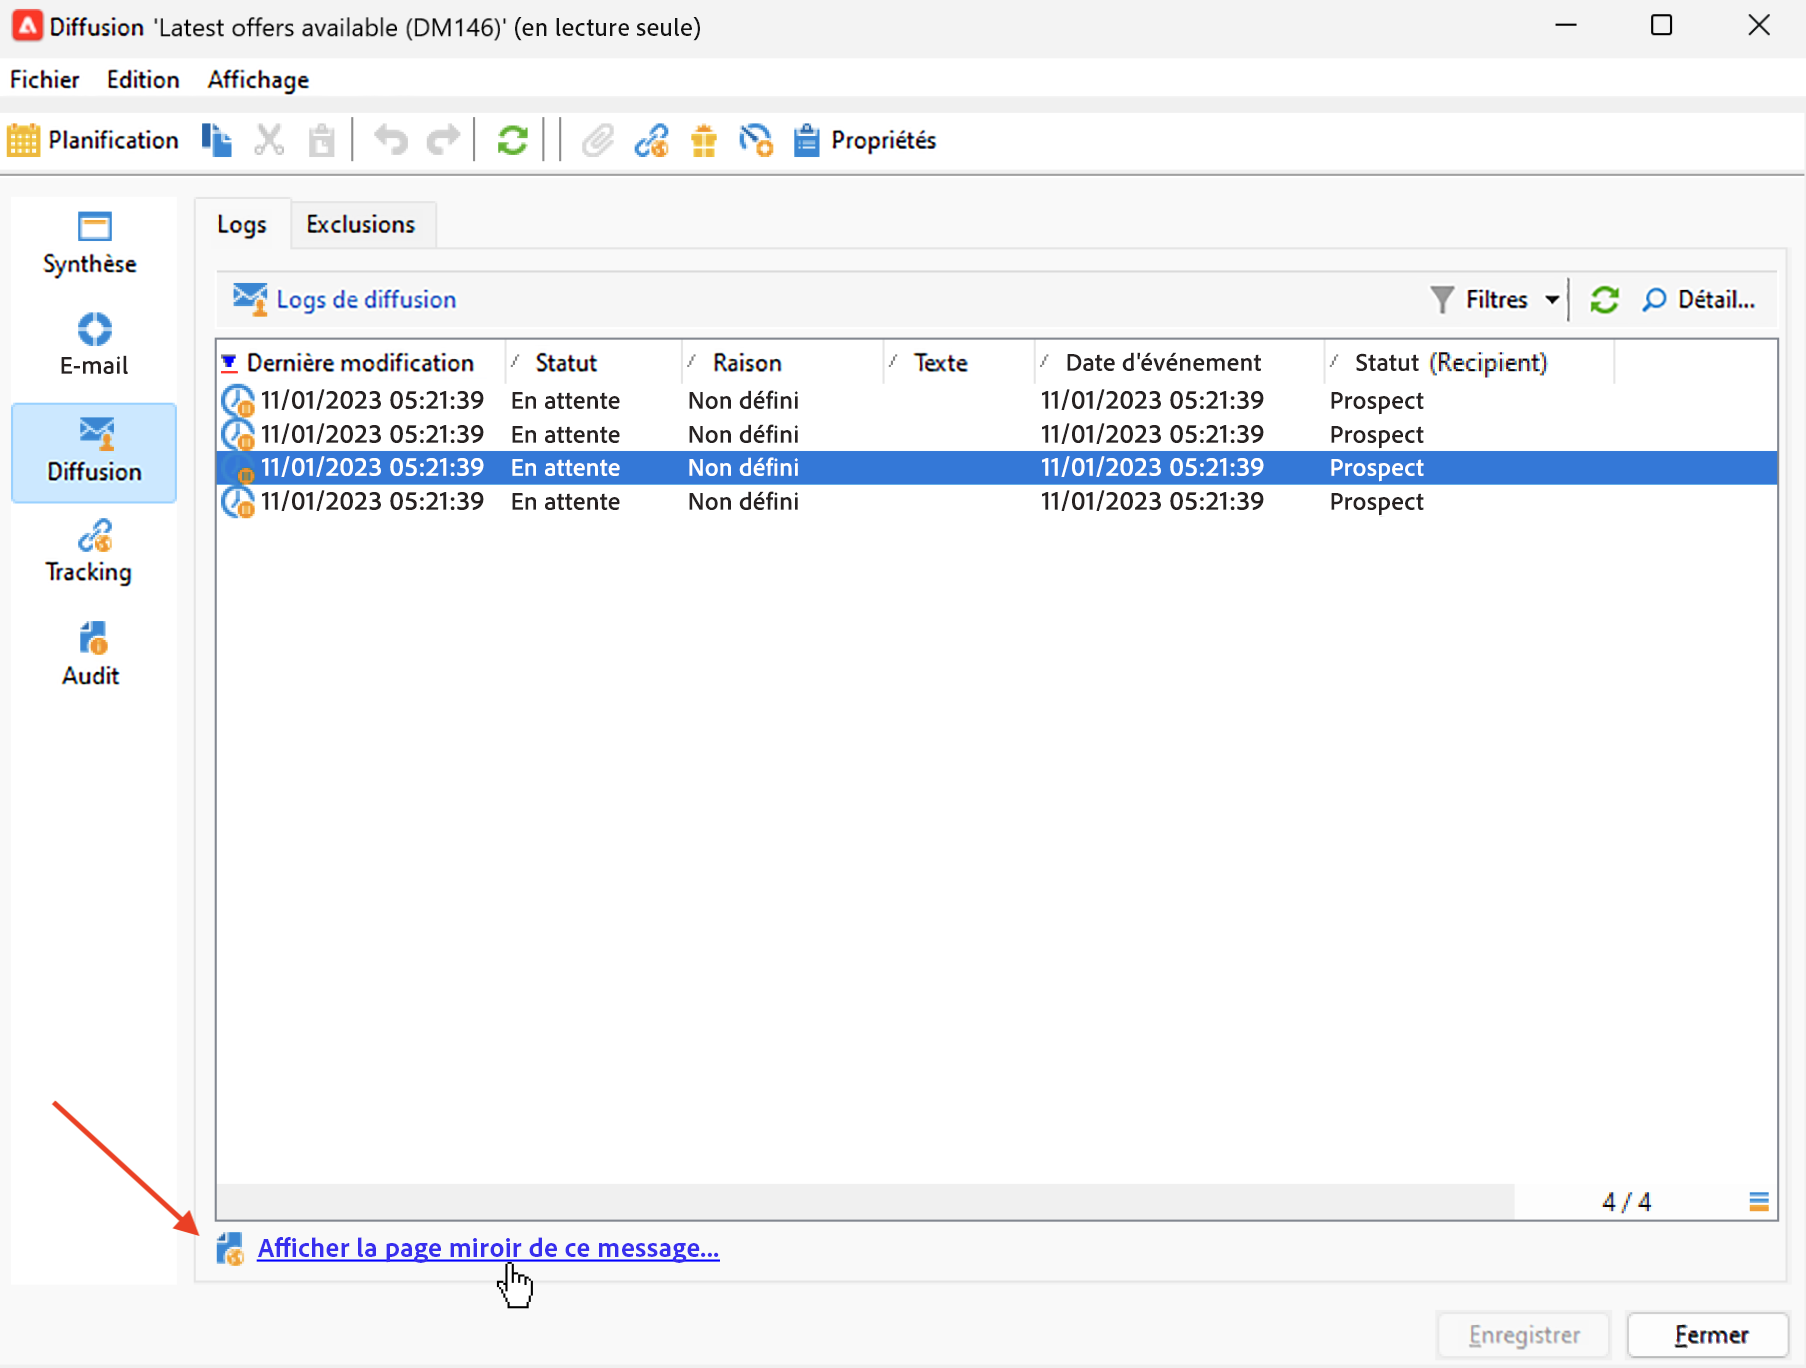 Diffusion 'Latest offers available (DM146)' (en lecture seule)
Fichier Edition Affichage
Planification Propriétés
Logs Exclusions
Synthèse
E-mail
Diffusion
Tracking
Audit
Logs de diffusion Filtres Détail...
Dernière modification Statut Raison Texte Date d'événement Statut (Recipient)
11/01/2023 05:21:39 En attente Non défini 11/01/2023 05:21:39 Prospect
11/01/2023 05:21:39 En attente Non défini 11/01/2023 05:21:39 Prospect
11/01/2023 05:21:39 En attente Non défini 11/01/2023 05:21:39 Prospect
11/01/2023 05:21:39 En attente Non défini 11/01/2023 05:21:39 Prospect
4 / 4
Afficher la page miroir de ce message...
Enregistrer Fermer